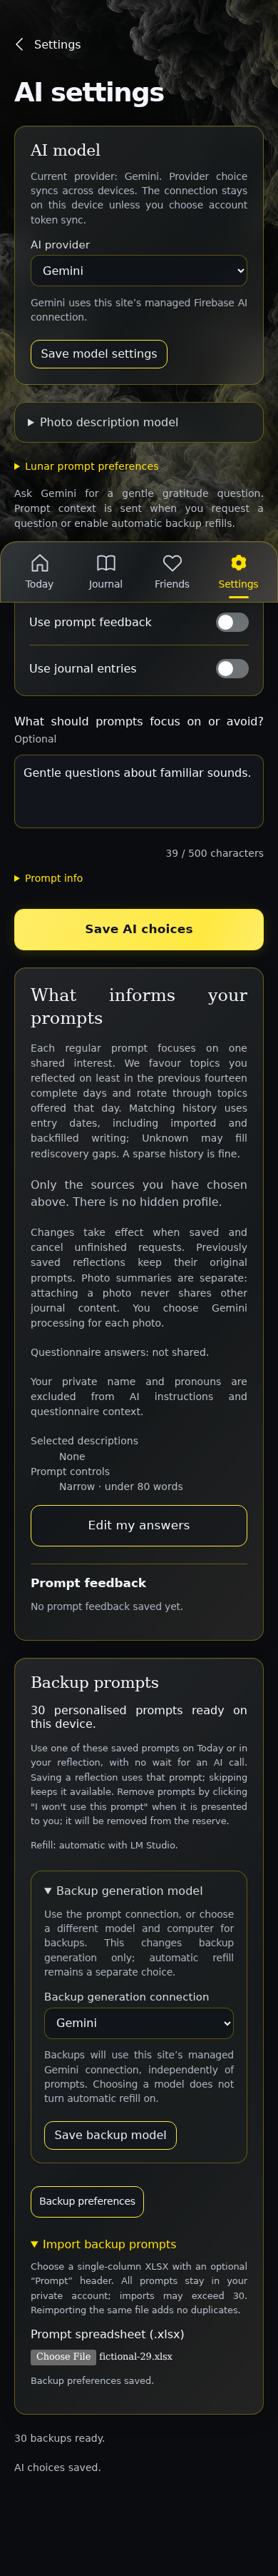 Settings
AI settings
AI model
Current provider: Gemini. Provider choice
syncs across devices. The connection stays
on this device unless you choose account
token sync.
AI provider
Gemini
Gemini uses this site's managed Firebase AI
connection.
Save model settings
Photo description model
Lunar prompt preferences
Ask Gemini for a gentle gratitude question.
Prompt context is sent when you request a
question or enable automatic backup refills.
Today
Journal
Friends
Settings
Use prompt feedback
Use journal entries
What should prompts focus on or avoid?
Optional
Gentle questions about familiar sounds.
39 / 500 characters
Prompt info
Save AI choices
What informs your
prompts
Each regular prompt focuses on one
shared interest. We favour topics you
reflected on least in the previous fourteen
complete days and rotate through topics
offered that day. Matching history uses
entry dates, including imported and
backfilled writing; Unknown may fill
rediscovery gaps. A sparse history is fine.
Only the sources you have chosen
above. There is no hidden profile.
Changes take effect when saved and
cancel unfinished requests. Previously
saved reflections keep their original
prompts. Photo summaries are separate:
attaching a photo never shares other
journal content. You choose Gemini
processing for each photo.
Questionnaire answers: not shared.
Your private name and pronouns are
excluded from AI instructions and
questionnaire context.
Selected descriptions
None
Prompt controls
Narrow · under 80 words
Edit my answers
Prompt feedback
No prompt feedback saved yet.
Backup prompts
30 personalised prompts ready on
this device.
Use one of these saved prompts on Today or in
your reflection, with no wait for an AI call.
Saving a reflection uses that prompt; skipping
keeps it available. Remove prompts by clicking
"I won't use this prompt" when it is presented
to you; it will be removed from the reserve.
Refill: automatic with LM Studio.
Backup generation model
Use the prompt connection, or choose
a different model and computer for
backups. This changes backup
generation only; automatic refill
remains a separate choice.
Backup generation connection
Gemini
Backups will use this site's managed
Gemini connection, independently of
prompts. Choosing a model does not
turn automatic refill on.
Save backup model
Backup preferences
Import backup prompts
Choose a single-column XLSX with an optional
"Prompt" header. All prompts stay in your
private account; imports may exceed 30.
Reimporting the same file adds no duplicates.
Prompt spreadsheet (.xlsx)
Choose File fictional-29.xlsx
Backup preferences saved.
30 backups ready.
AI choices saved.